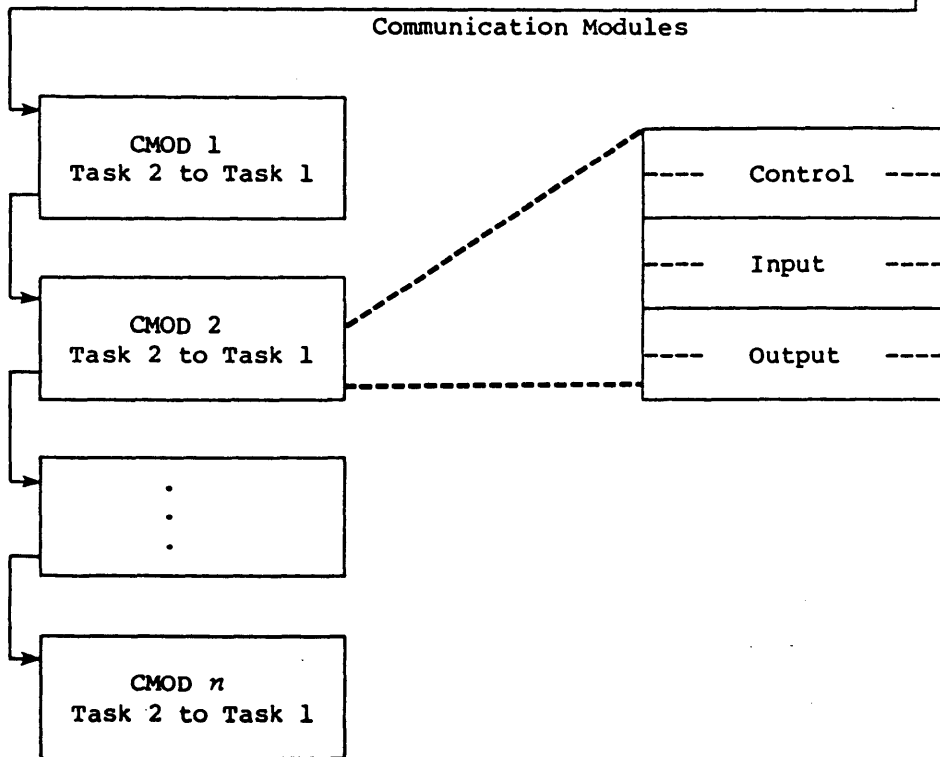 Communication Modules
CMOD 1
Task 2 to Task 1
Control
Input
CMOD 2
Task 2 to Task 1
Output
.
.
.
CMOD n
Task 2 to Task 1